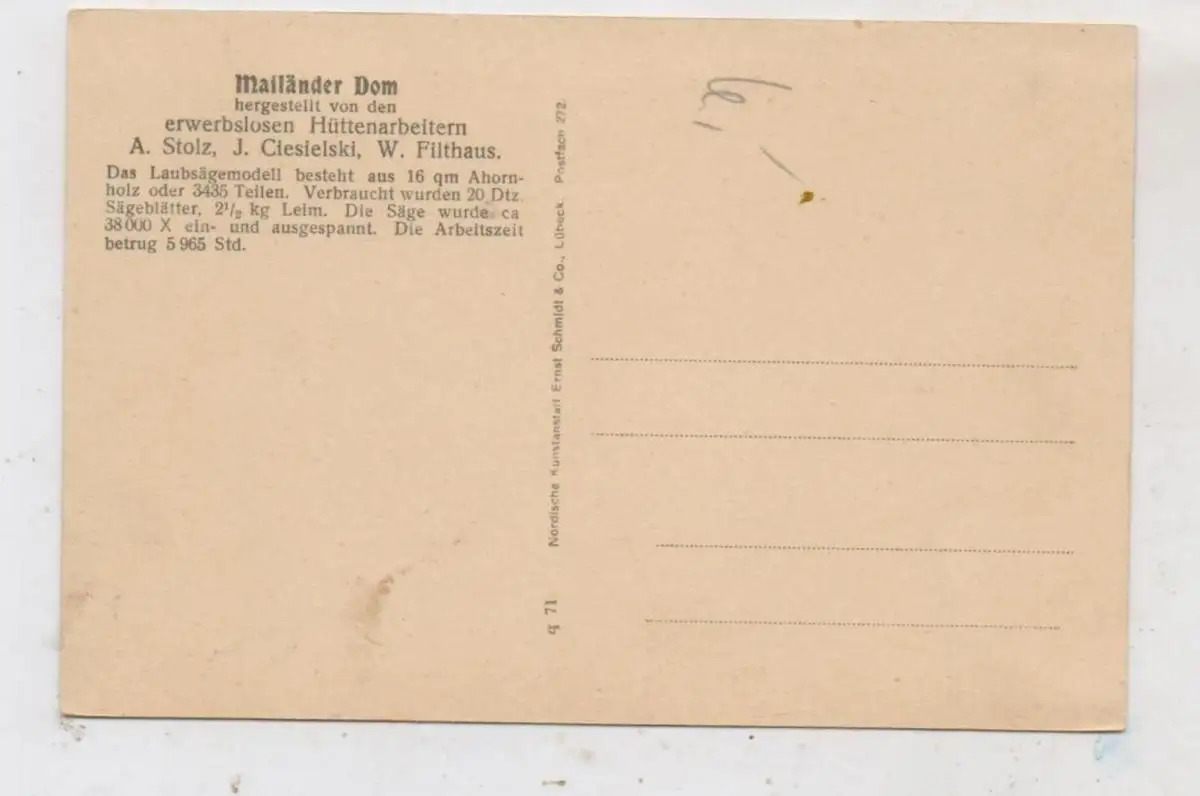 Mailänder Dom
hergestellt von den
erwerbslosen Hüttenarbeitern
A. Stolz, J. Ciesielski, W. Filthaus.
Das Laubsägemodell besteht aus 16 qm Ahorn-
holz oder 3435 Teilen. Verbraucht wurden 20 Dtz.
Sägeblätter, 2¹/₂ kg Leim. Die Säge wurde ca
38000 X ein- und ausgespannt. Die Arbeitszeit
betrug 5 965 Std.
Nordische Kunstanstalt Ernst Schmidt & Co., Lübeck. Postfach 272.
q 71